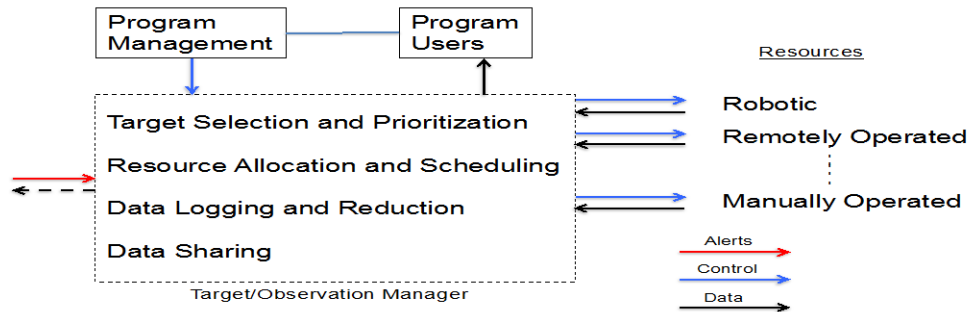 Program
Management
Program
Users
Resources
Target Selection and Prioritization
Resource Allocation and Scheduling
Data Logging and Reduction
Data Sharing
Target/Observation Manager
Robotic
Remotely Operated
Manually Operated
Alerts
Control
Data